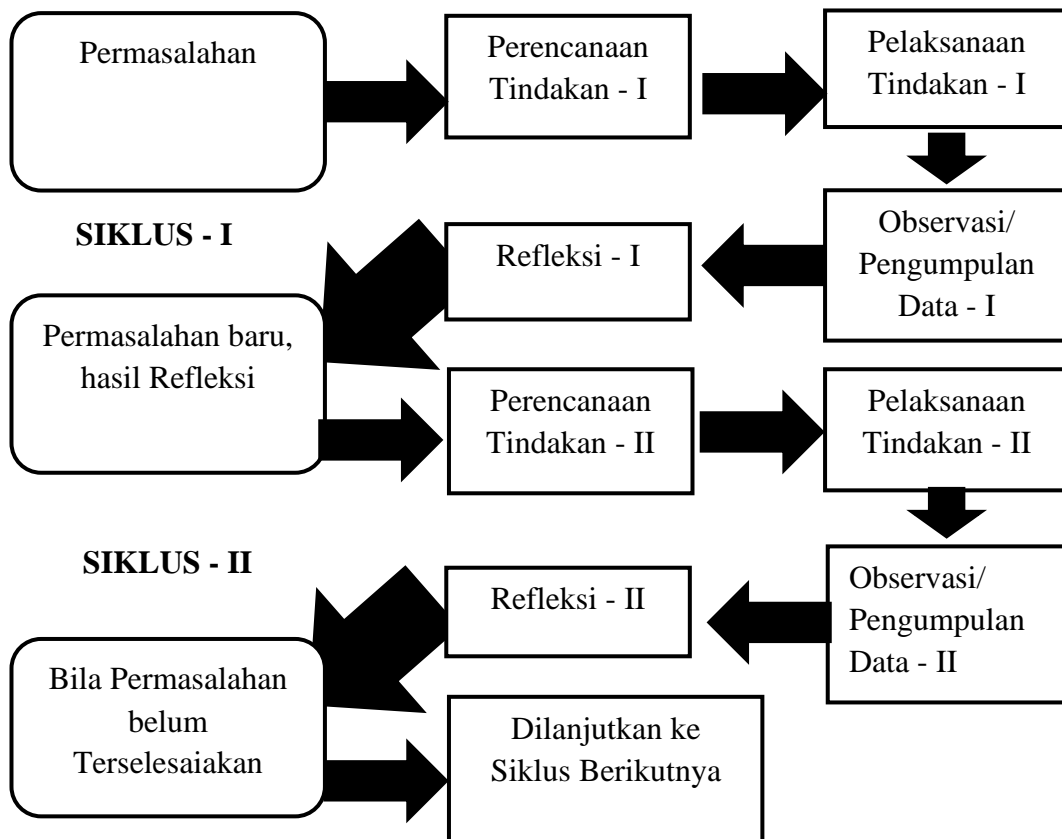 Permasalahan
Perencanaan
Tindakan - I
Pelaksanaan
Tindakan - I
SIKLUS - I
Refleksi - I
Observasi/
Pengumpulan
Data - I
Permasalahan baru,
hasil Refleksi
Perencanaan
Tindakan - II
Pelaksanaan
Tindakan - II
SIKLUS - II
Refleksi - II
Observasi/
Pengumpulan
Data - II
Bila Permasalahan
belum
Terselesaiakan
Dilanjutkan ke
Siklus Berikutnya